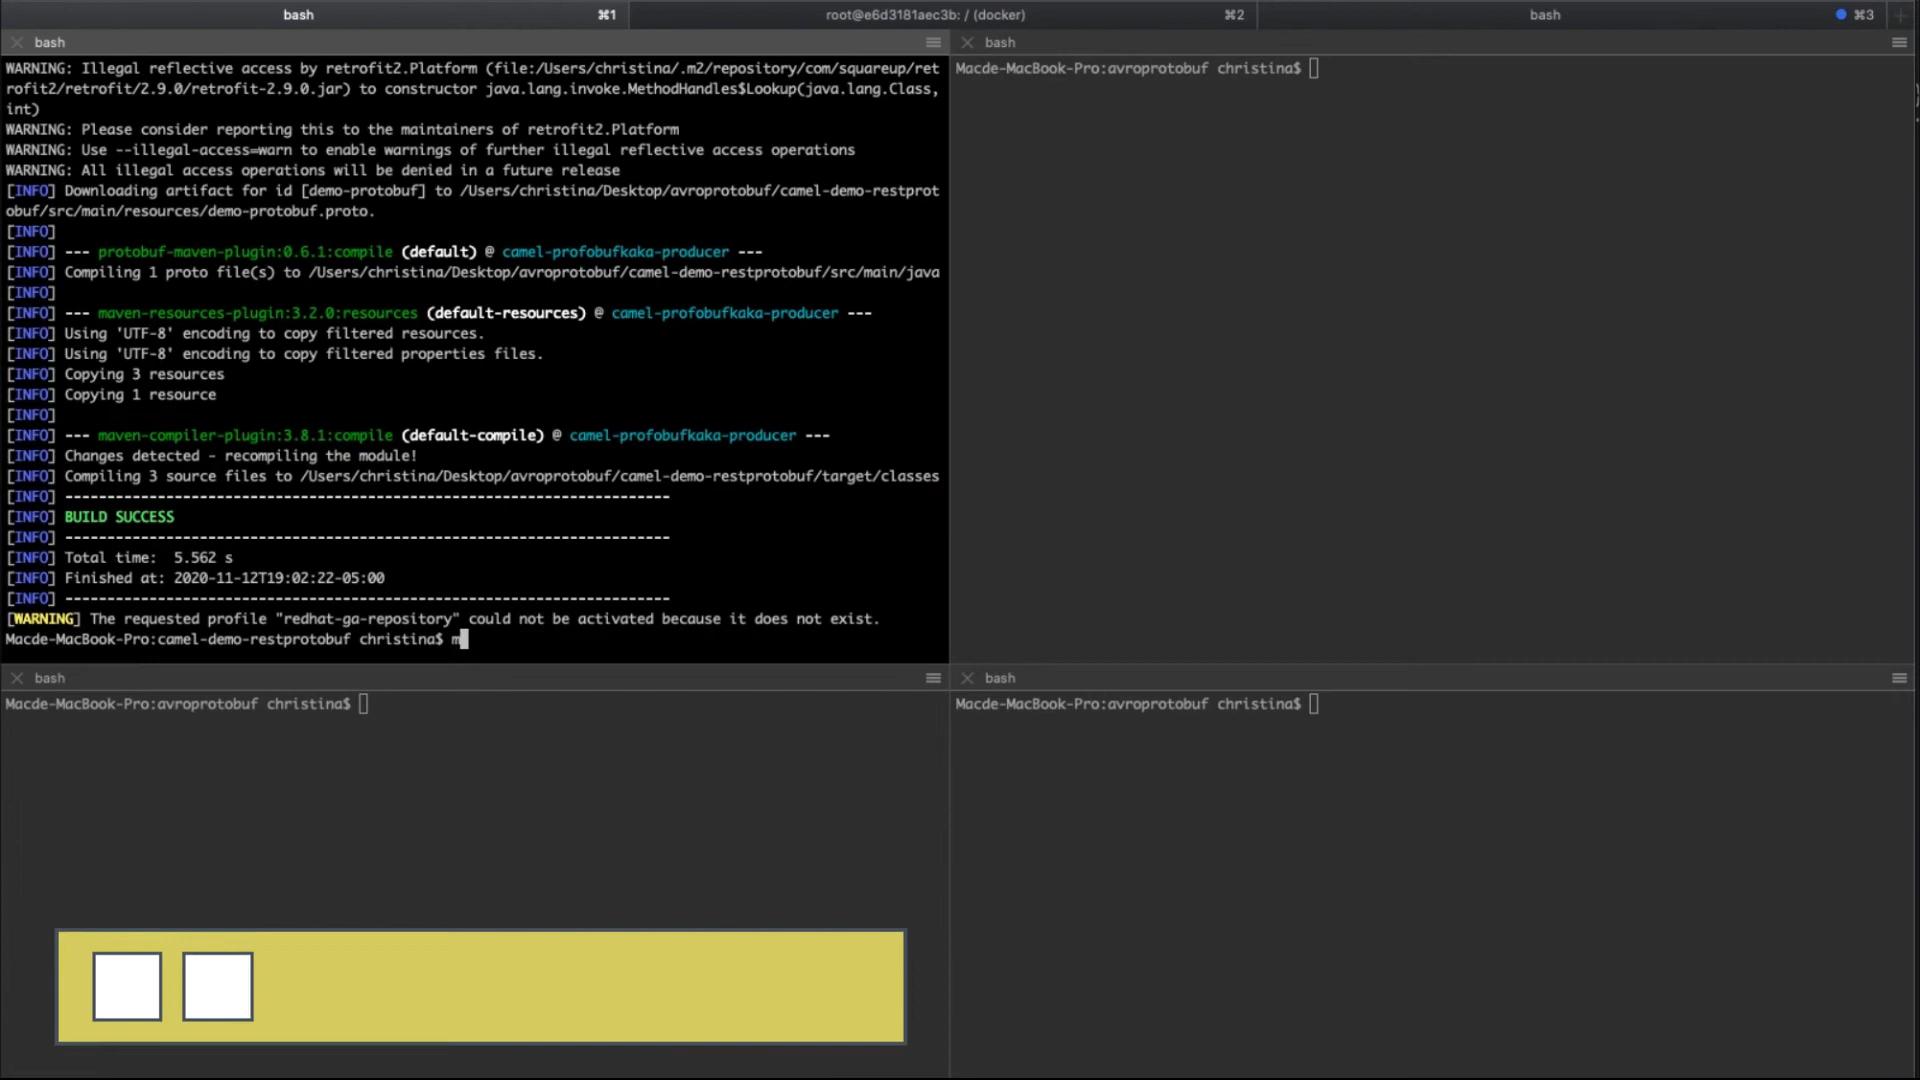 bash ⌘1
root@e6d3181aec3b: / (docker) ⌘2
bash ⌘3
bash
WARNING: Illegal reflective access by retrofit2.Platform (file:/Users/christina/.m2/repository/com/squareup/ret
rofit2/retrofit/2.9.0/retrofit-2.9.0.jar) to constructor java.lang.invoke.MethodHandles$Lookup(java.lang.Class,
int)
WARNING: Please consider reporting this to the maintainers of retrofit2.Platform
WARNING: Use --illegal-access=warn to enable warnings of further illegal reflective access operations
WARNING: All illegal access operations will be denied in a future release
[INFO] Downloading artifact for id [demo-protobuf] to /Users/christina/Desktop/avroprotobuf/camel-demo-restprot
obuf/src/main/resources/demo-protobuf.proto.
[INFO]
[INFO] --- protobuf-maven-plugin:0.6.1:compile (default) @ camel-profobufkaka-producer ---
[INFO] Compiling 1 proto file(s) to /Users/christina/Desktop/avroprotobuf/camel-demo-restprotobuf/src/main/java
[INFO]
[INFO] --- maven-resources-plugin:3.2.0:resources (default-resources) @ camel-profobufkaka-producer ---
[INFO] Using 'UTF-8' encoding to copy filtered resources.
[INFO] Using 'UTF-8' encoding to copy filtered properties files.
[INFO] Copying 3 resources
[INFO] Copying 1 resource
[INFO]
[INFO] --- maven-compiler-plugin:3.8.1:compile (default-compile) @ camel-profobufkaka-producer ---
[INFO] Changes detected - recompiling the module!
[INFO] Compiling 3 source files to /Users/christina/Desktop/avroprotobuf/camel-demo-restprotobuf/target/classes
[INFO] ------------------------------------------------------------------------
[INFO] BUILD SUCCESS
[INFO] ------------------------------------------------------------------------
[INFO] Total time:  5.562 s
[INFO] Finished at: 2020-11-12T19:02:22-05:00
[INFO] ------------------------------------------------------------------------
[WARNING] The requested profile "redhat-ga-repository" could not be activated because it does not exist.
Macde-MacBook-Pro:camel-demo-restprotobuf christina$ m
bash
Macde-MacBook-Pro:avroprotobuf christina$
bash
Macde-MacBook-Pro:avroprotobuf christina$
bash
Macde-MacBook-Pro:avroprotobuf christina$